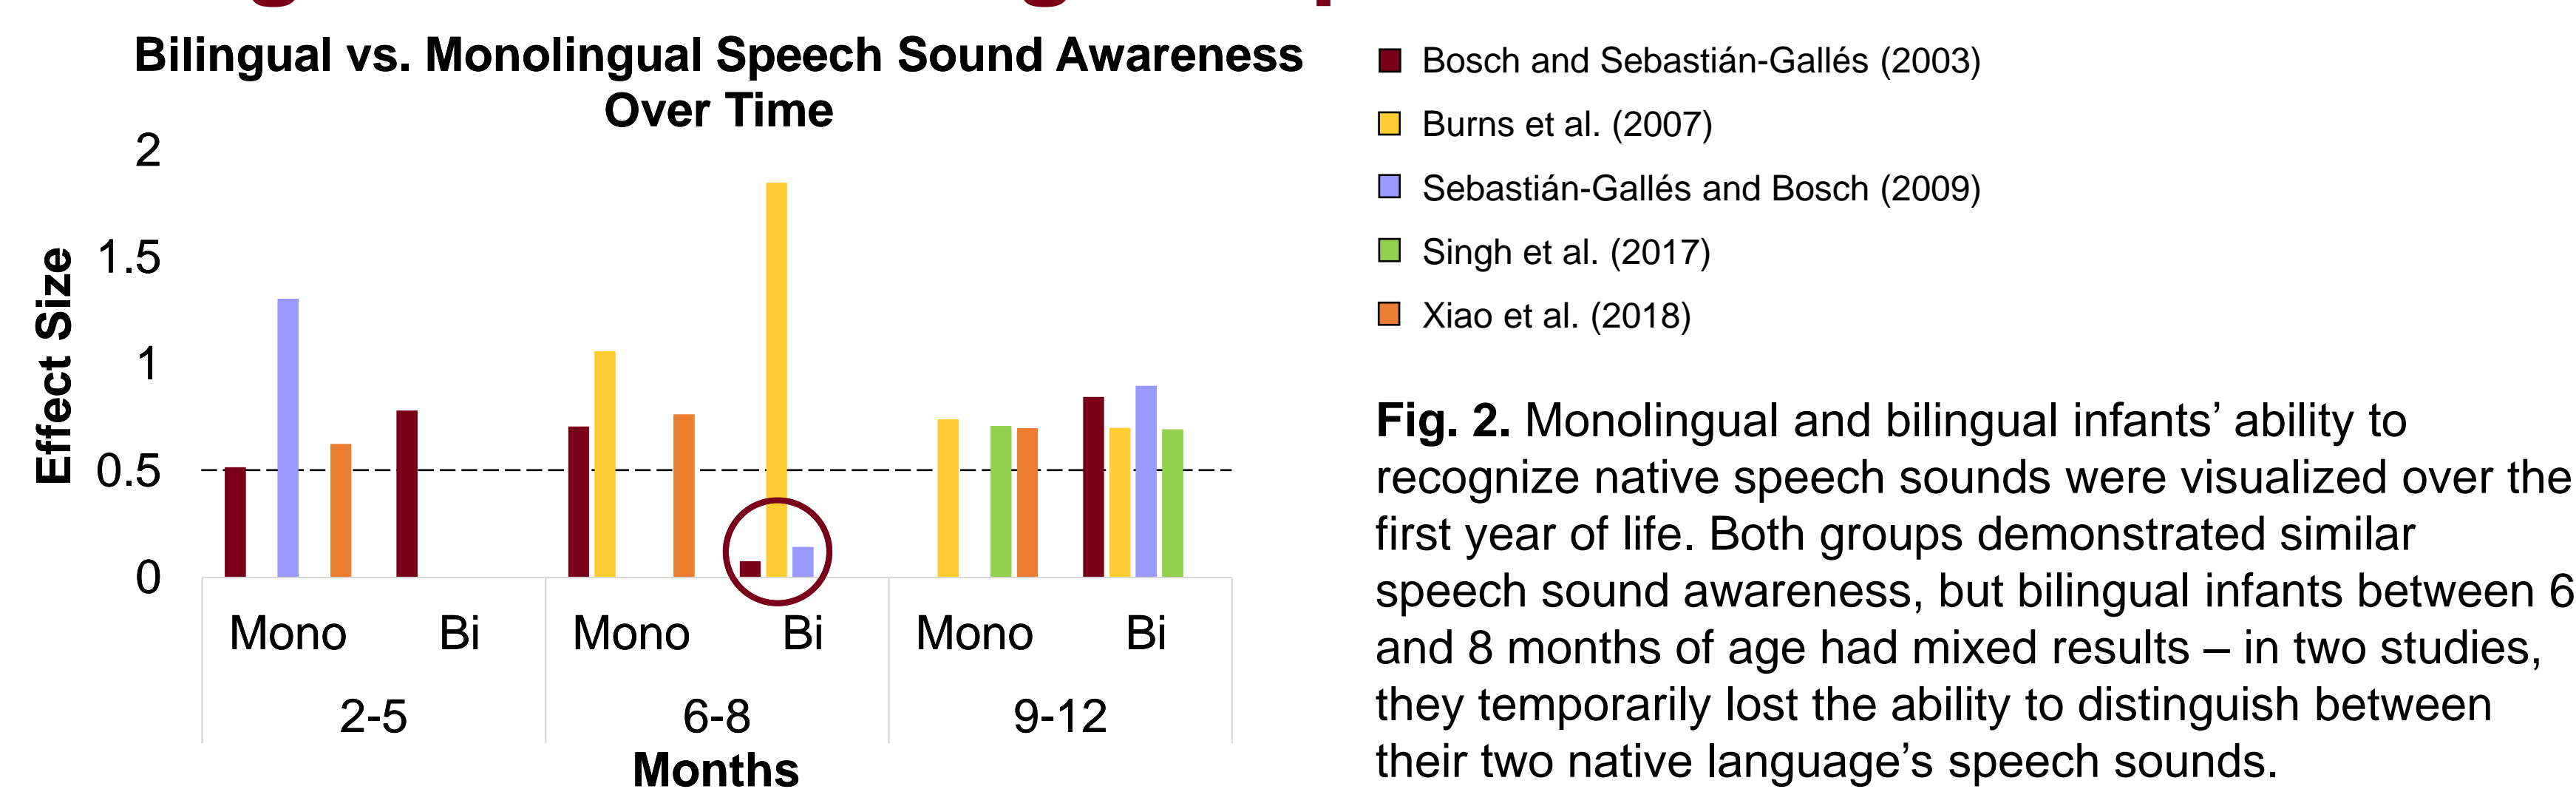 Bilingual vs. Monolingual Speech Sound Awareness
Over Time
2
1.5
1
0.5
0
Effect Size
Mono
Bi
Mono
Bi
Mono
Bi
2-5
6-8
9-12
Months
Bosch and Sebastián-Gallés (2003)
Burns et al. (2007)
Sebastián-Gallés and Bosch (2009)
Singh et al. (2017)
Xiao et al. (2018)
Fig. 2. Monolingual and bilingual infants’ ability to
recognize native speech sounds were visualized over the
first year of life. Both groups demonstrated similar
speech sound awareness, but bilingual infants between 6
and 8 months of age had mixed results – in two studies,
they temporarily lost the ability to distinguish between
their two native language’s speech sounds.